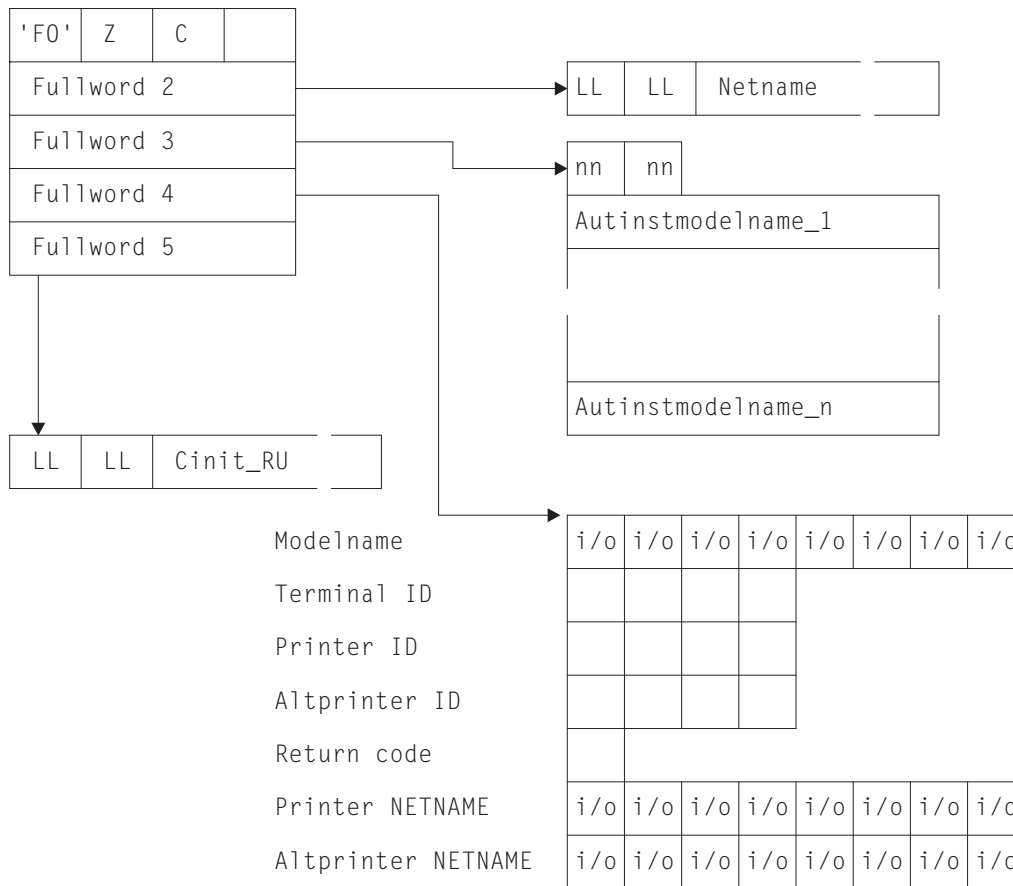 'F0' Z C
Fullword 2
LL LL Netname
Fullword 3
nn nn
Fullword 4
Autinstmodelname_1
Fullword 5
Autinstmodelname_n
LL LL Cinit_RU
Modelname i/o i/o i/o i/o i/o i/o i/o i/o
Terminal ID
Printer ID
Altprinter ID
Return code
Printer NETNAME i/o i/o i/o i/o i/o i/o i/o i/o
Altprinter NETNAME i/o i/o i/o i/o i/o i/o i/o i/o